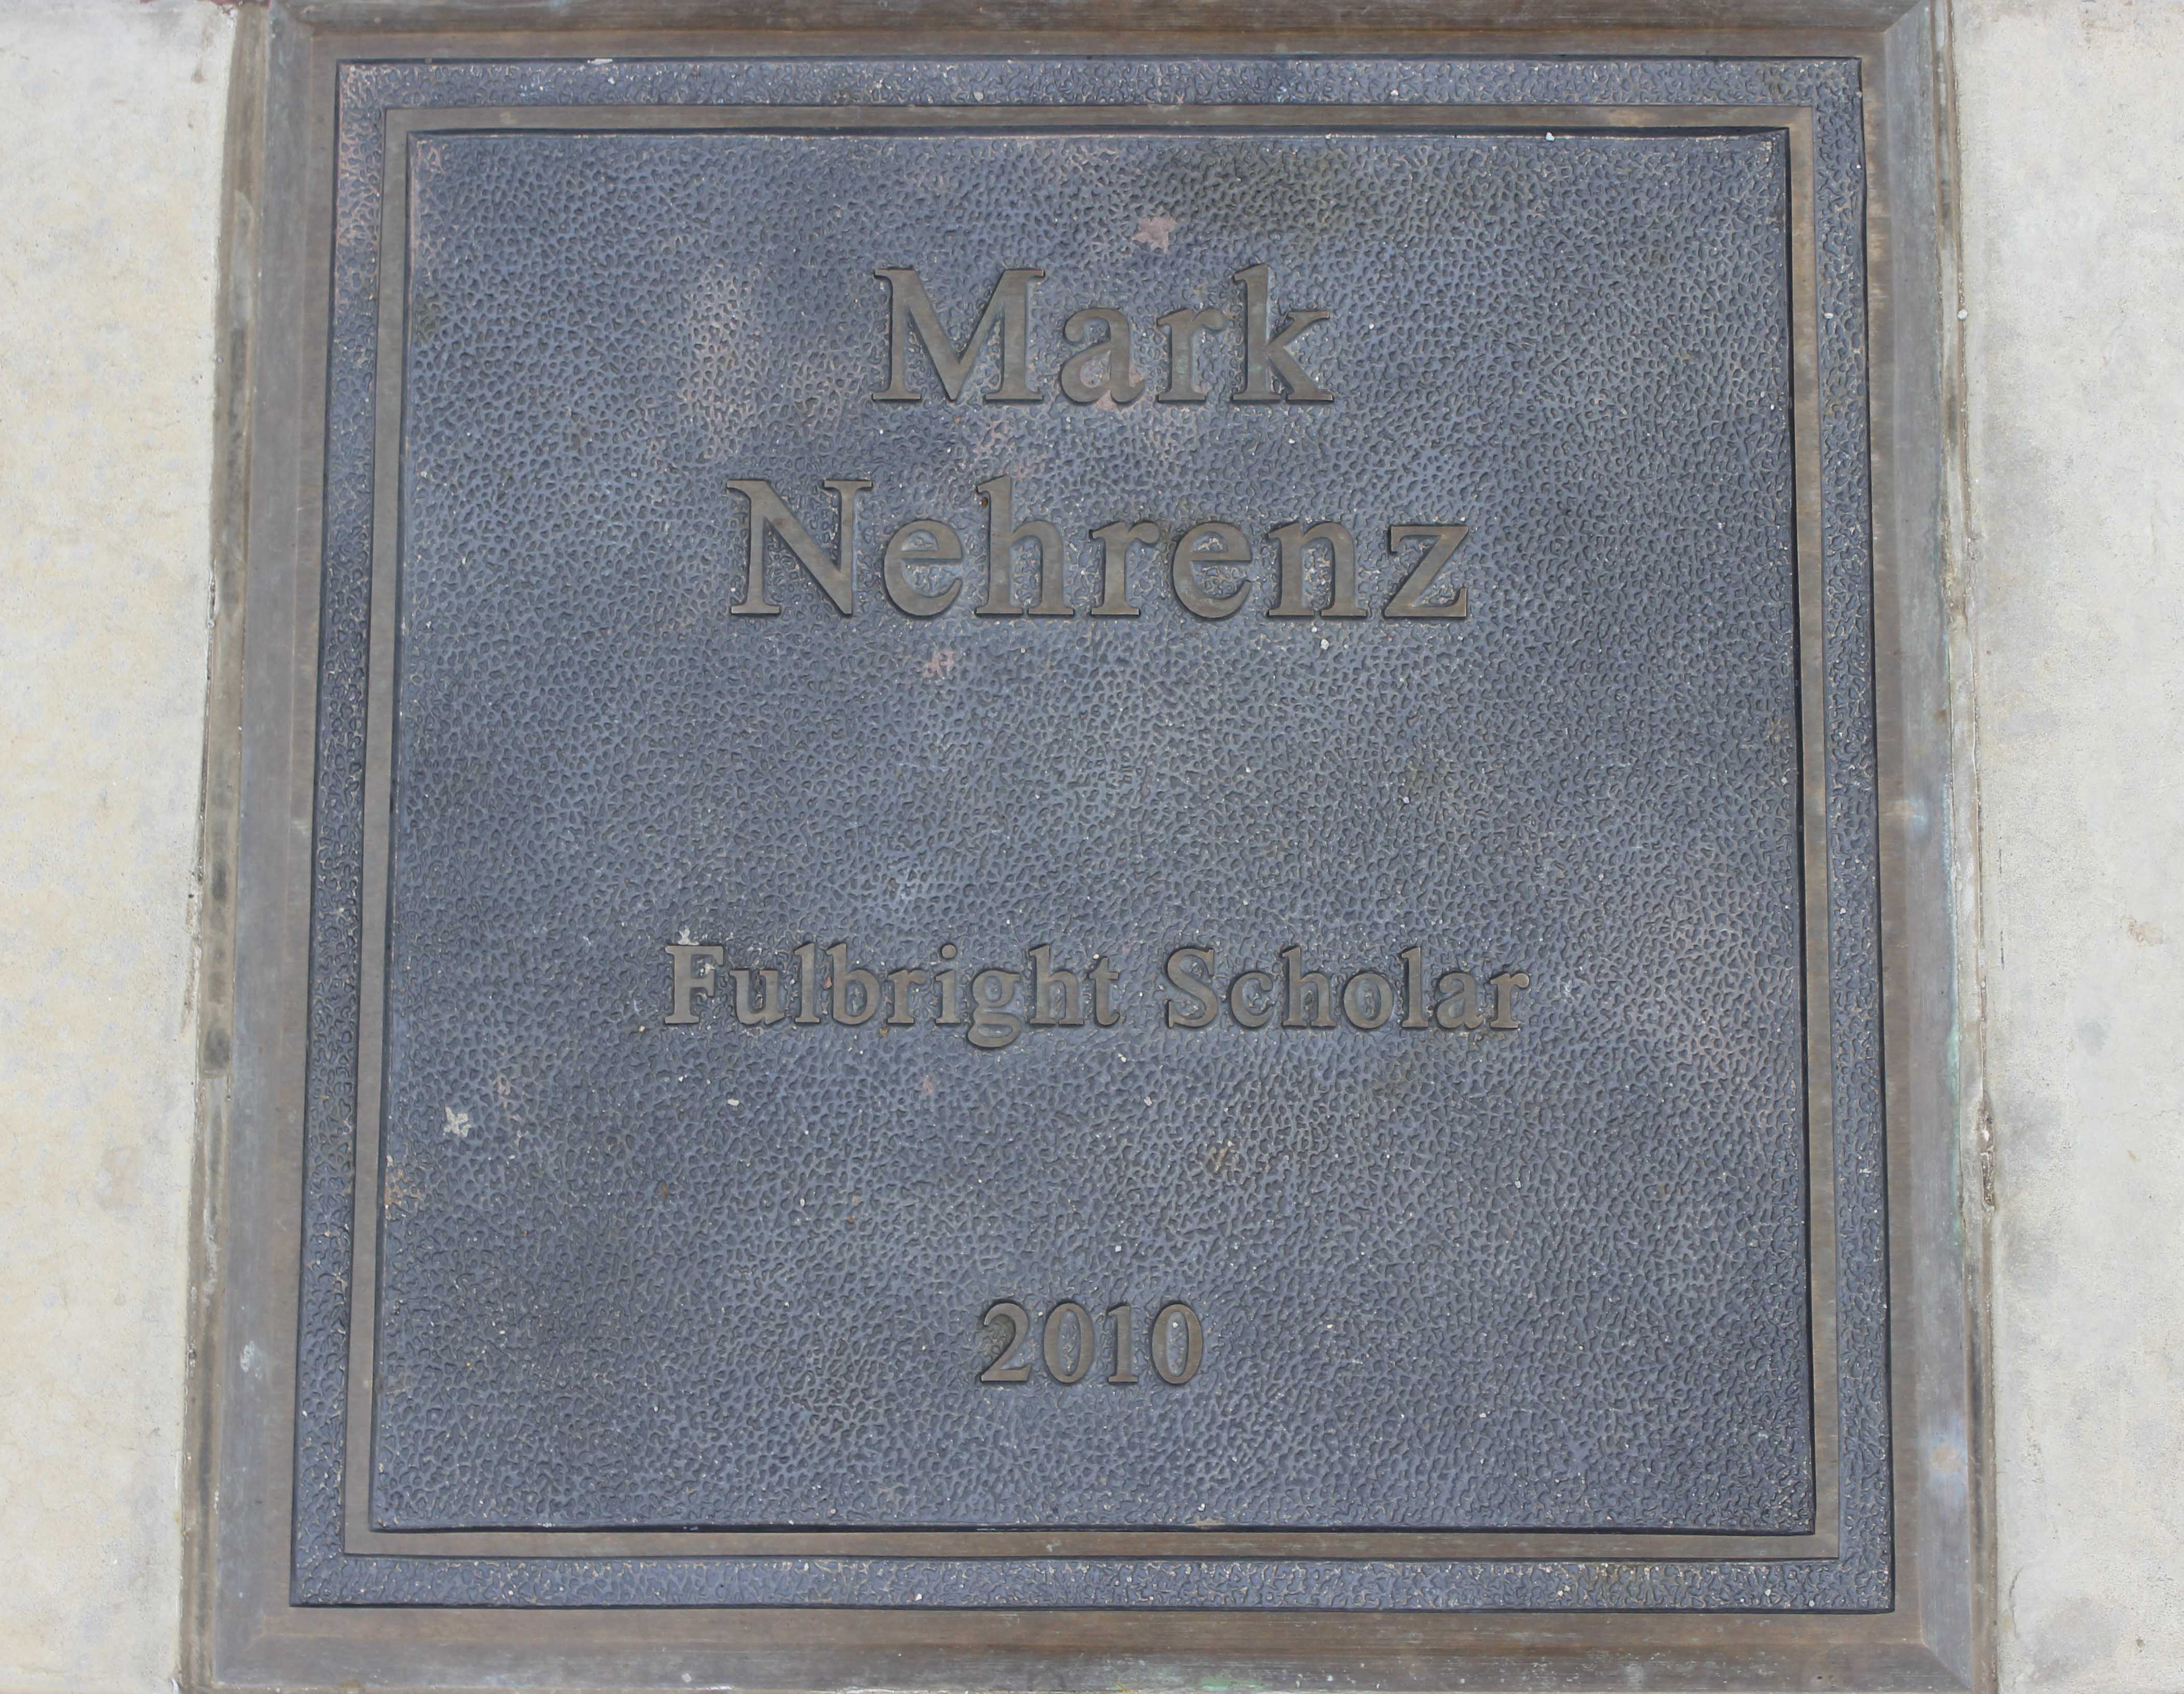 Mark
Nehrenz
Fulbright Scholar
2010